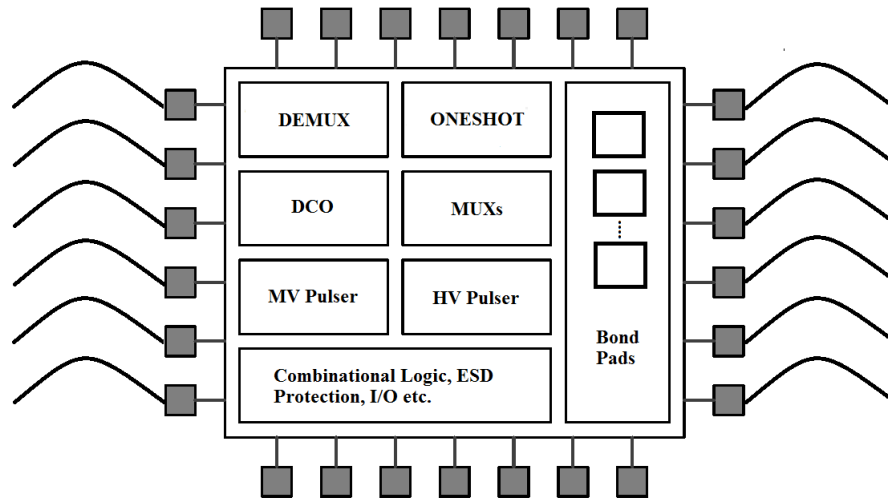 DEMUX
ONESHOT
DCO
MUXs
MV Pulser
HV Pulser
Combinational Logic, ESD
Protection, I/O etc.
Bond
Pads